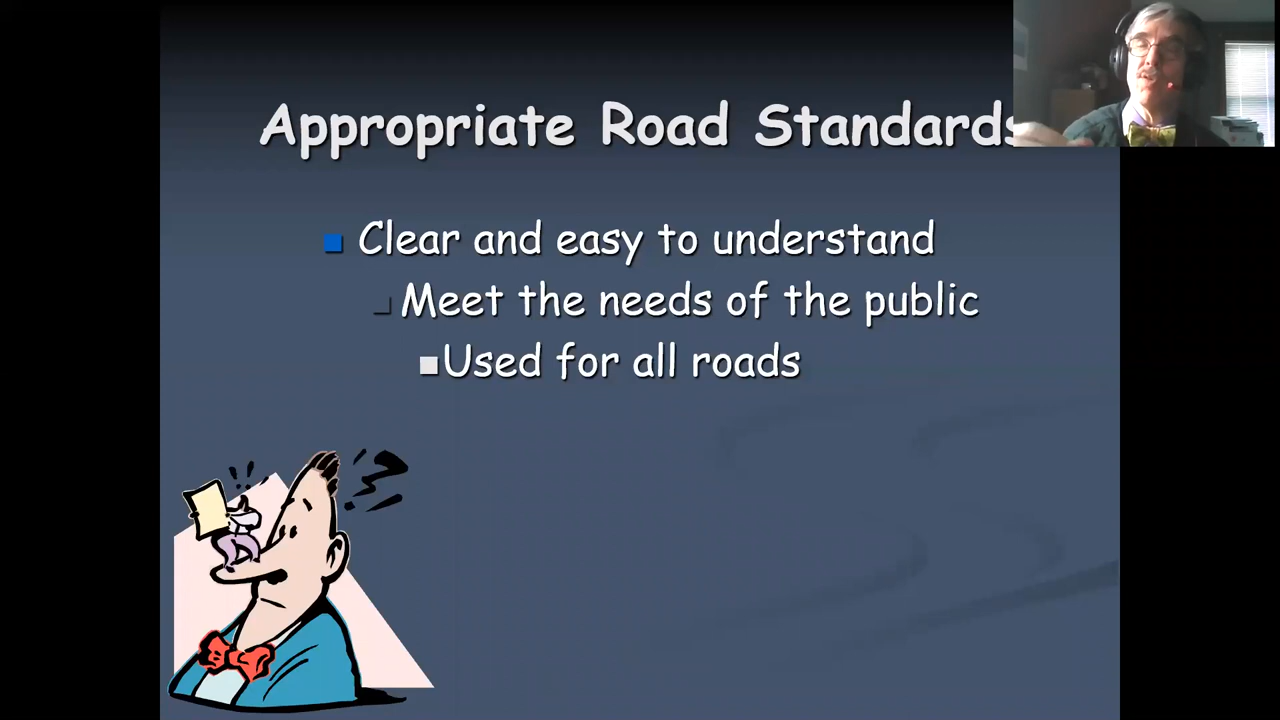 Appropriate Road Standards
Clear and easy to understand
Meet the needs of the public
Used for all roads